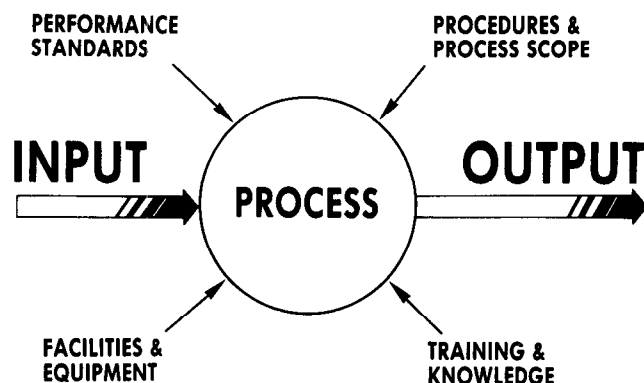 PERFORMANCE
STANDARDS
PROCEDURES &
PROCESS SCOPE
INPUT
PROCESS
OUTPUT
FACILITIES &
EQUIPMENT
TRAINING &
KNOWLEDGE